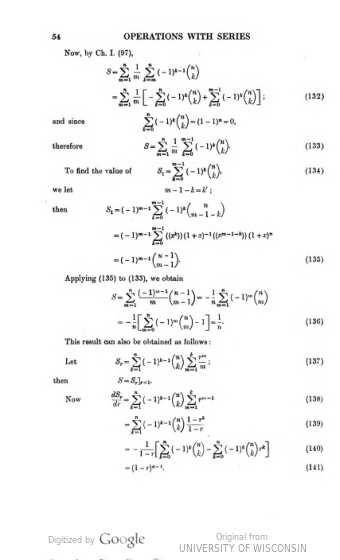 54 OPERATIONS WITH SERIES
Now, by Ch. I. (97),
S = \sum_{m=1}^{n} \frac{1}{m} \sum_{k=m}^{n} (-1)^{k-1} \binom{n}{k}
= \sum_{m=1}^{n} \frac{1}{m} \left[ -\sum_{k=0}^{n} (-1)^k \binom{n}{k} + \sum_{k=0}^{m-1} (-1)^k \binom{n}{k} \right]; (132)
and since \sum_{k=0}^{n} (-1)^k \binom{n}{k} = (1-1)^n = 0,
therefore S = \sum_{m=1}^{n} \frac{1}{m} \sum_{k=0}^{m-1} (-1)^k \binom{n}{k}. (133)
To find the value of S_1 = \sum_{k=0}^{m-1} (-1)^k \binom{n}{k}, (134)
we let m-1-k=k';
then S_1 = (-1)^{m-1} \sum_{k=0}^{m-1} (-1)^k \binom{n}{m-1-k}
= (-1)^{m-1} \sum_{k=0}^{m-1} ((x^k)) (1+x)^{-1} ((x^{m-1-k})) (1+x)^n
= (-1)^{m-1} \binom{n-1}{m-1}. (135)
Applying (135) to (133), we obtain
S = \sum_{m=1}^{n} \frac{(-1)^{m-1}}{m} \binom{n-1}{m-1} = -\frac{1}{n} \sum_{m=1}^{n} (-1)^m \binom{n}{m}
= -\frac{1}{n} \left[ \sum_{m=0}^{n} (-1)^m \binom{n}{m} - 1 \right] = \frac{1}{n}. (136)
This result can also be obtained as follows:
Let S_r = \sum_{k=1}^{n} (-1)^{k-1} \binom{n}{k} \sum_{m=1}^{k} \frac{r^m}{m}; (137)
then S = S_r]_{r=1}.
Now \frac{dS_r}{dr} = \sum_{k=1}^{n} (-1)^{k-1} \binom{n}{k} \sum_{m=1}^{k} r^{m-1} (138)
= \sum_{k=1}^{n} (-1)^{k-1} \binom{n}{k} \frac{1-r^k}{1-r} (139)
= -\frac{1}{1-r} \left[ \sum_{k=0}^{n} (-1)^k \binom{n}{k} - \sum_{k=0}^{n} (-1)^k \binom{n}{k} r^k \right] (140)
= (1-r)^{n-1}. (141)
Digitized by Google
Original from
UNIVERSITY OF WISCONSIN